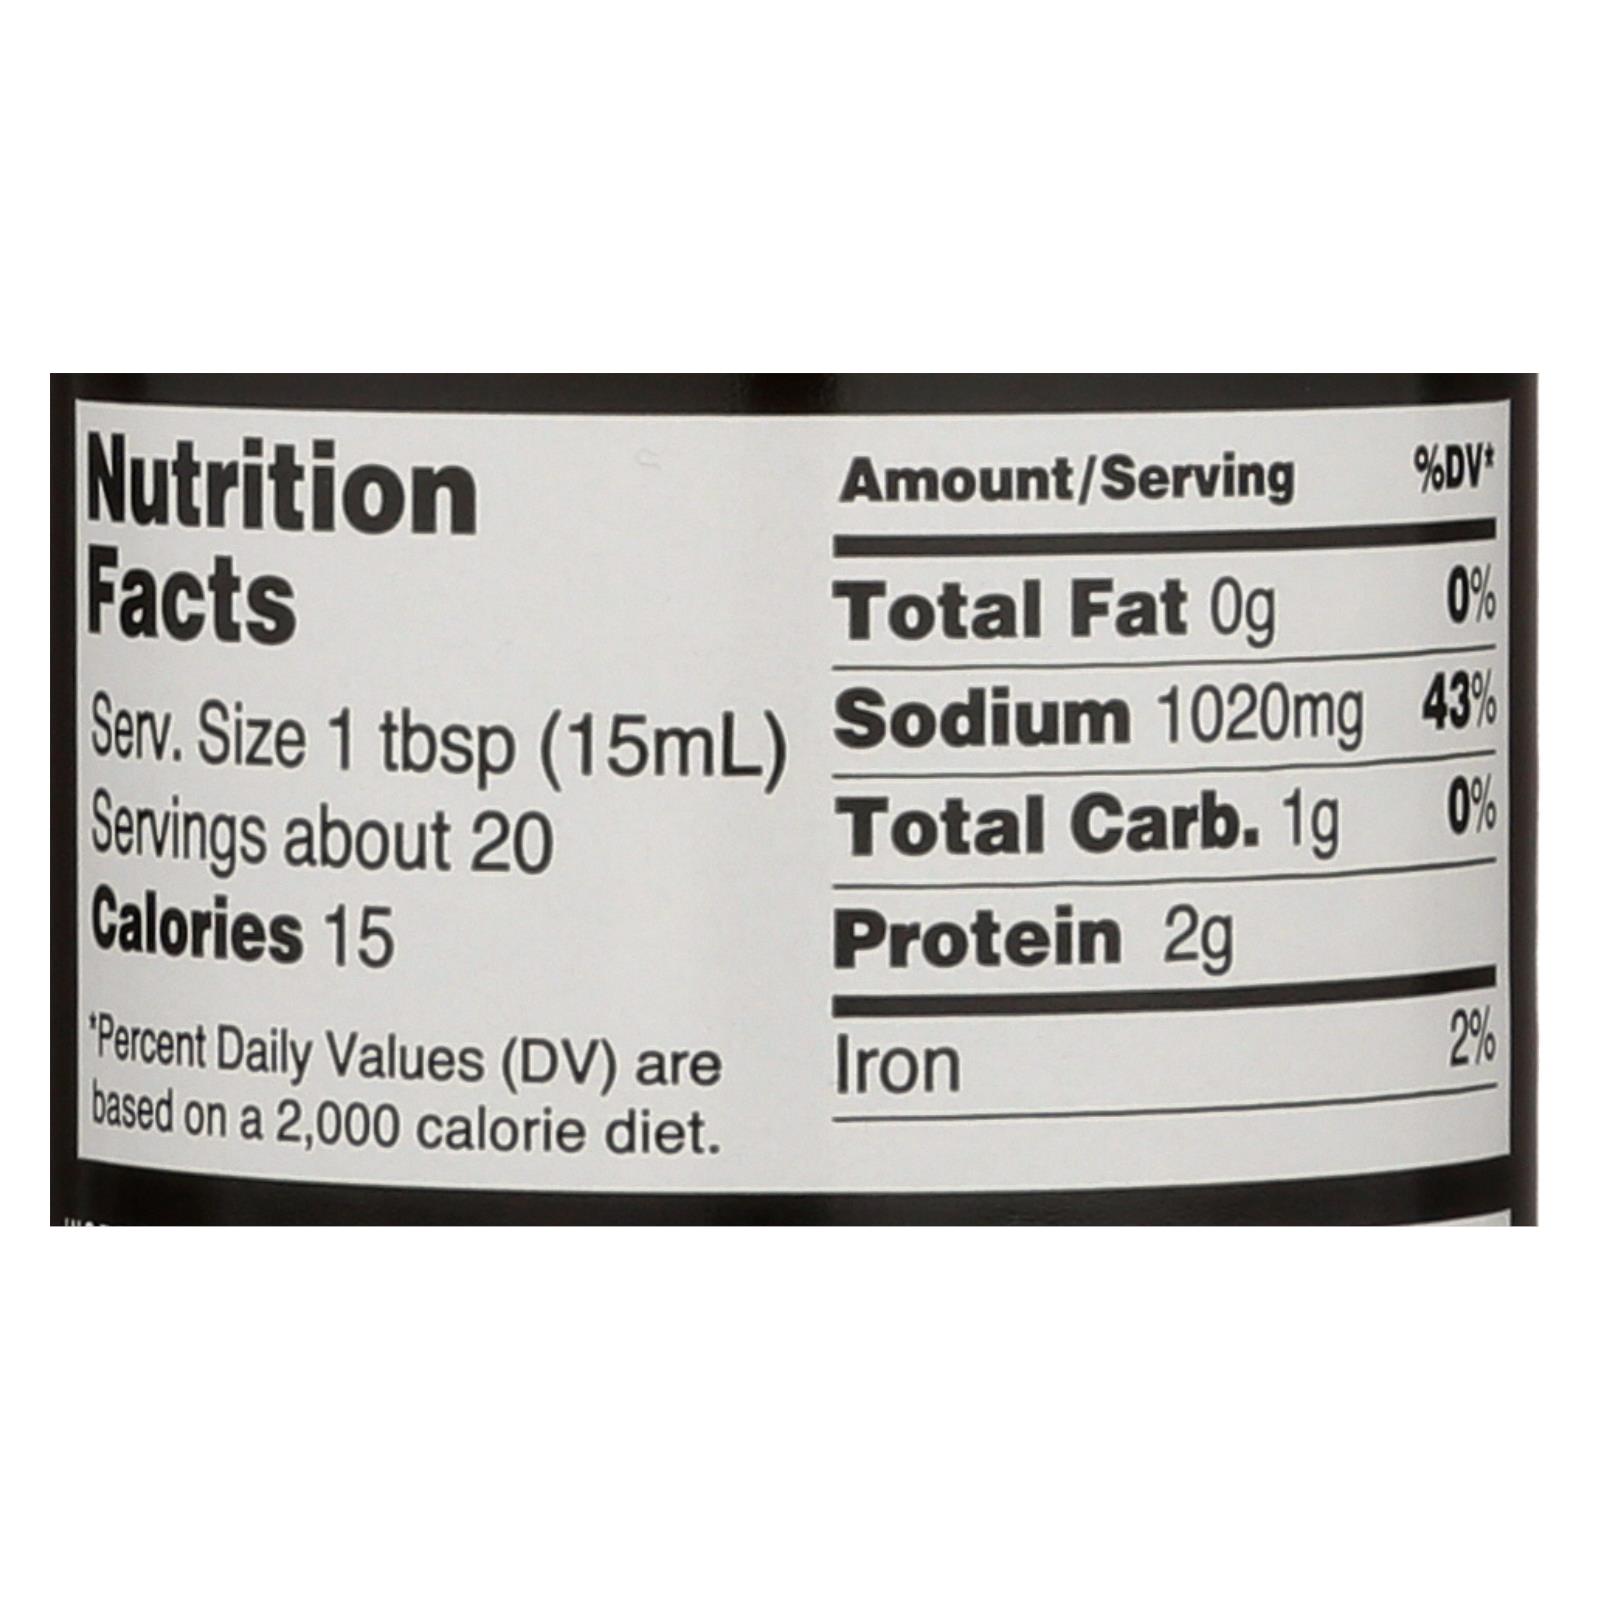 Nutrition
Facts
Serv. Size 1 tbsp (15mL)
Servings about 20
Calories 15
*Percent Daily Values (DV) are
based on a 2,000 calorie diet.
Amount/Serving %DV*
Total Fat 0g 0%
Sodium 1020mg 43%
Total Carb. 1g 0%
Protein 2g
Iron 2%